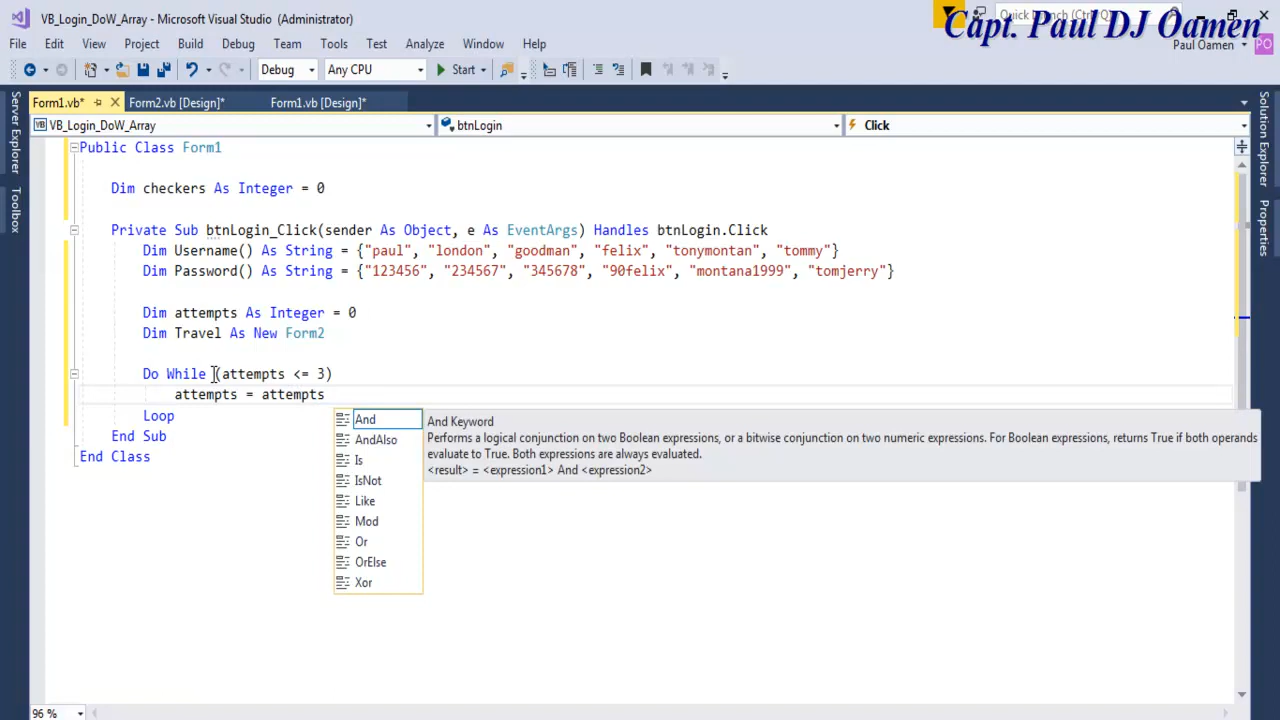 VB_Login_DoW_Array - Microsoft Visual Studio (Administrator)
Capt. Paul DJ Oamen
File Edit View Project Build Debug Team Tools Test Analyze Window Help
Paul Oamen
PO
Debug Any CPU Start
Form1.vb* Form2.vb [Design]* Form1.vb [Design]*
VB_Login_DoW_Array btnLogin Click
Server Explorer
Toolbox
Solution Explorer
Properties
Public Class Form1
Dim checkers As Integer = 0
Private Sub btnLogin_Click(sender As Object, e As EventArgs) Handles btnLogin.Click
Dim Username() As String = {"paul", "london", "goodman", "felix", "tonymontan", "tommy"}
Dim Password() As String = {"123456", "234567", "345678", "90felix", "montana1999", "tomjerry"}
Dim attempts As Integer = 0
Dim Travel As New Form2
Do While (attempts <= 3)
attempts = attempts
Loop
End Sub
End Class
And
AndAlso
Is
IsNot
Like
Mod
Or
OrElse
Xor
And Keyword
Performs a logical conjunction on two Boolean expressions, or a bitwise conjunction on two numeric expressions. For Boolean expressions, returns True if both operands
evaluate to True. Both expressions are always evaluated.
<result> = <expression1> And <expression2>
96 %